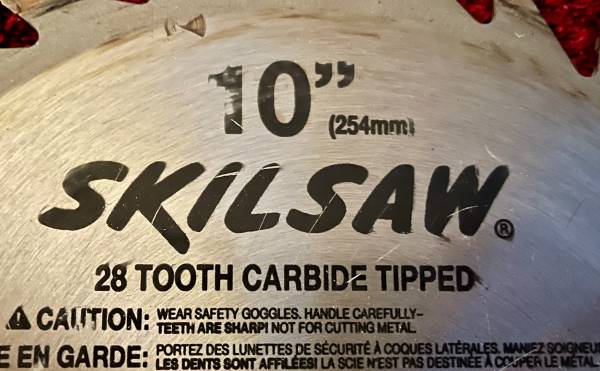 10”
(254mm)
SKILSAW®
28 TOOTH CARBIDE TIPPED
⚠ CAUTION: WEAR SAFETY GOGGLES. HANDLE CAREFULLY–
TEETH ARE SHARP! NOT FOR CUTTING METAL.
E EN GARDE: PORTEZ DES LUNETTES DE SÉCURITÉ À COQUES LATÉRALES. MANIEZ SOIGNEU
LES DENTS SONT AFFILÉES! LA SCIE N'EST PAS DESTINÉE À COUPER LE METAL